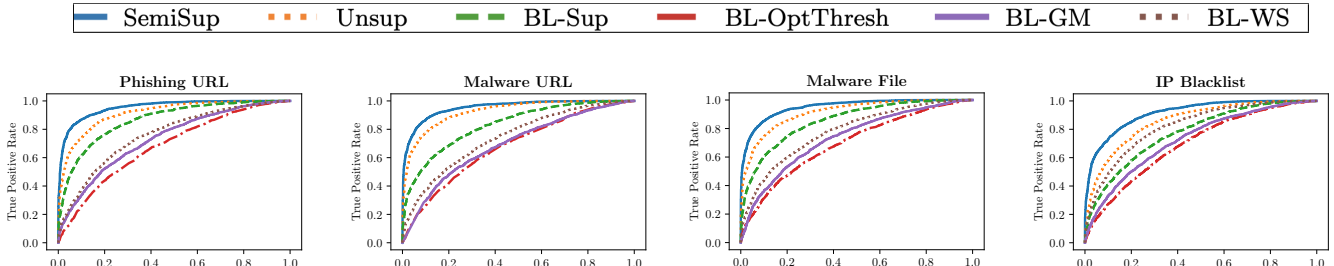 SemiSup Unsup BL-Sup BL-OptThresh BL-GM BL-WS
Phishing URL
True Positive Rate
1.0
0.8
0.6
0.4
0.2
0.0
0.0 0.2 0.4 0.6 0.8 1.0
Malware URL
True Positive Rate
1.0
0.8
0.6
0.4
0.2
0.0
0.0 0.2 0.4 0.6 0.8 1.0
Malware File
True Positive Rate
1.0
0.8
0.6
0.4
0.2
0.0
0.0 0.2 0.4 0.6 0.8 1.0
IP Blacklist
True Positive Rate
1.0
0.8
0.6
0.4
0.2
0.0
0.0 0.2 0.4 0.6 0.8 1.0